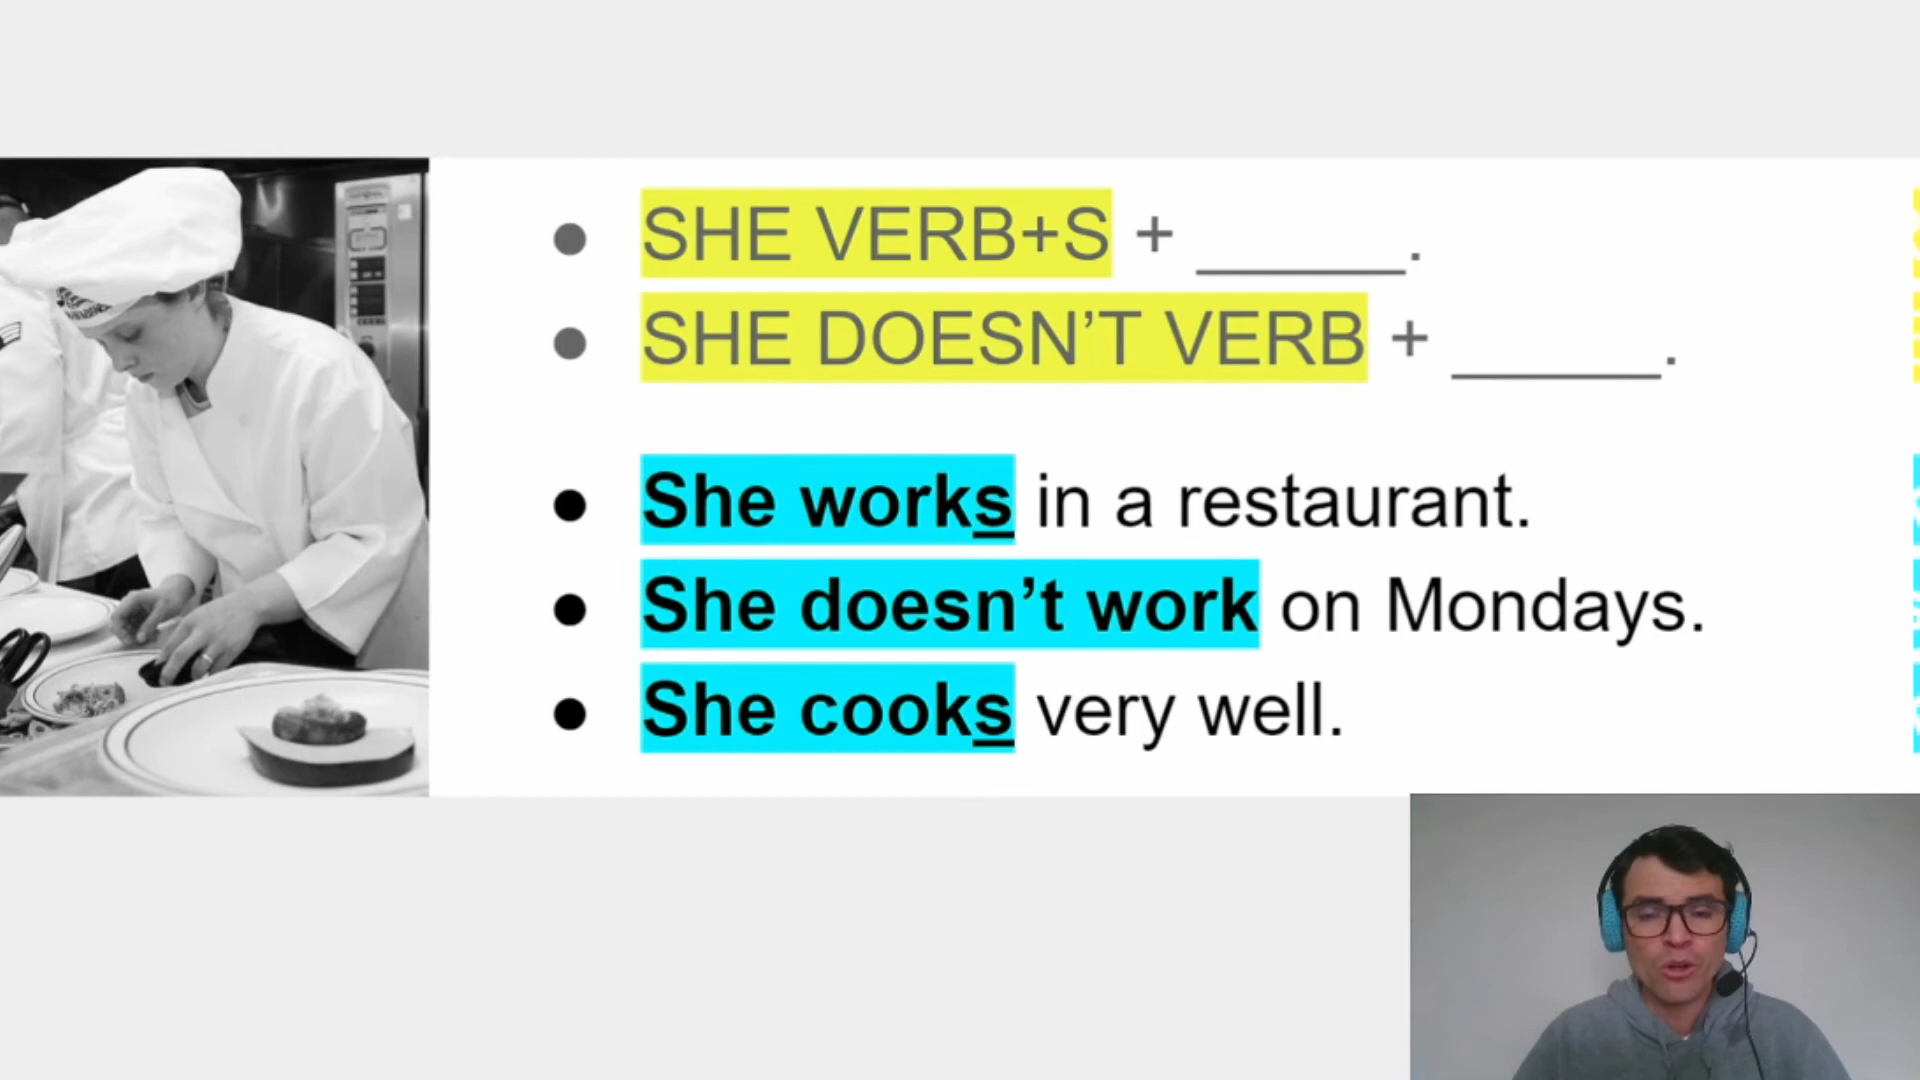 SHE VERB+S + _____.
SHE DOESN’T VERB + _____.
She works in a restaurant.
She doesn’t work on Mondays.
She cooks very well.